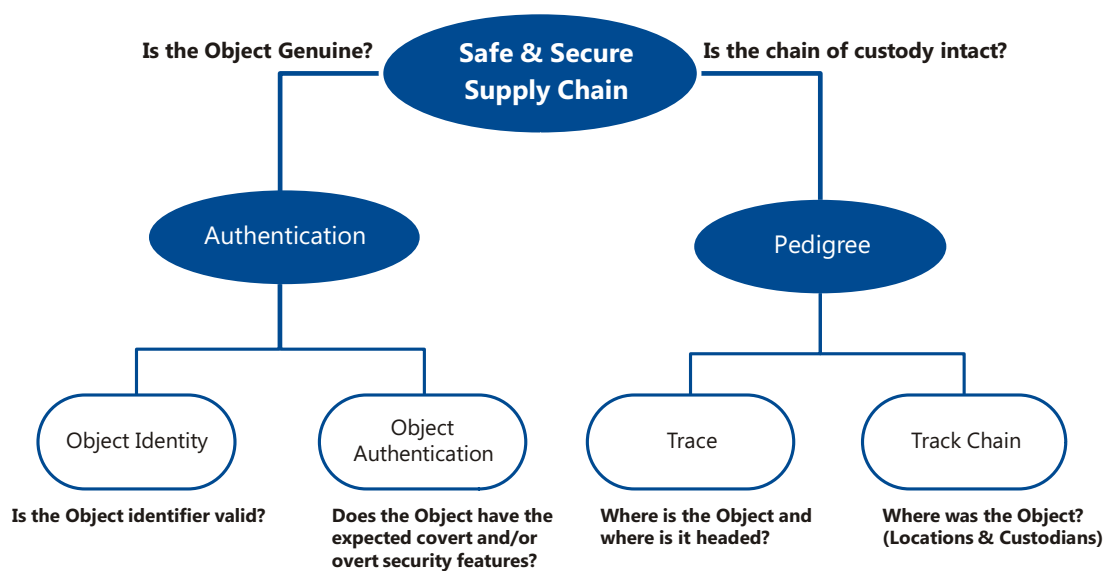 Is the Object Genuine?
Safe & Secure
Supply Chain
Is the chain of custody intact?
Authentication
Pedigree
Object Identity
Object
Authentication
Trace
Track Chain
Is the Object identifier valid?
Does the Object have the
expected covert and/or
overt security features?
Where is the Object and
where is it headed?
Where was the Object?
(Locations & Custodians)